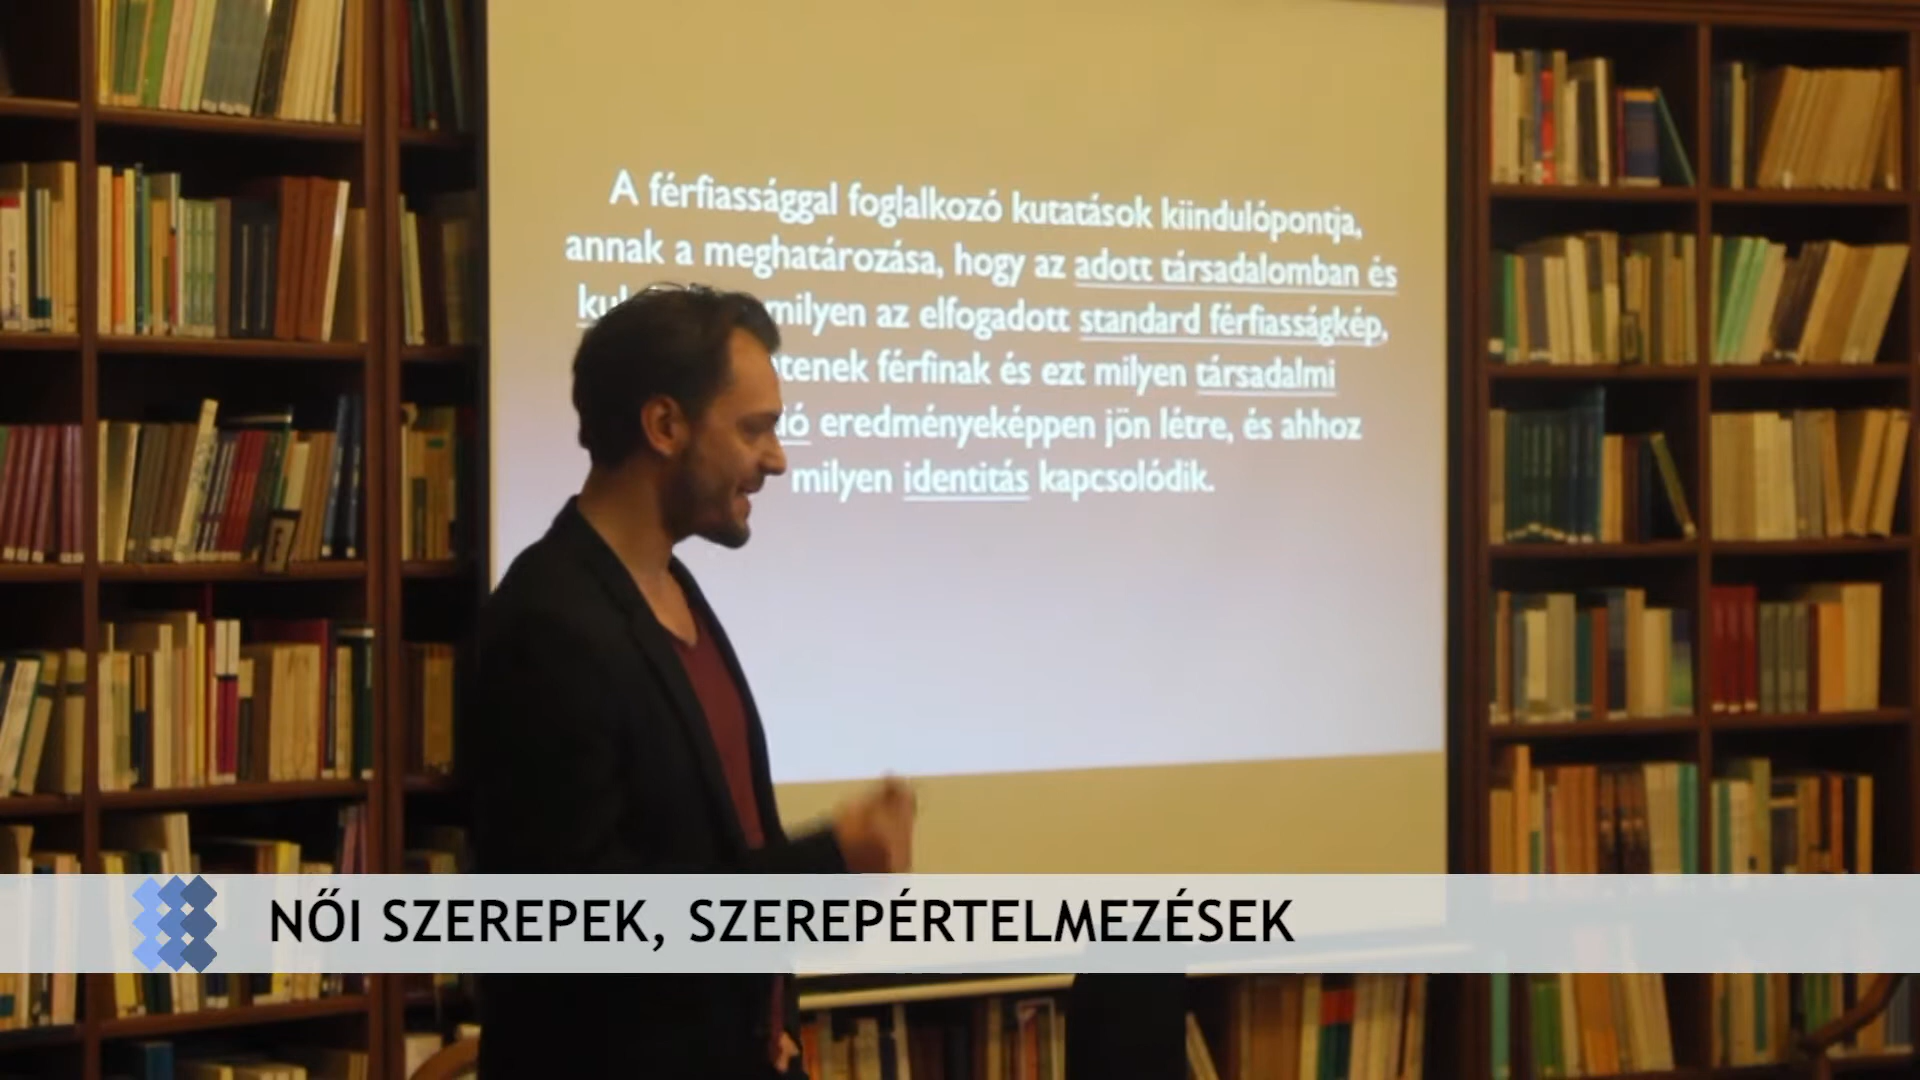 A férfiassággal foglalkozó kutatások kiindulópontja,
annak a meghatározása, hogy az adott társadalomban és
milyen az elfogadott standard férfiasságkép,
férfinak és ezt milyen társadalmi
eredményeképpen jön létre, és ahhoz
milyen identitás kapcsolódik.
NŐI SZEREPEK, SZEREPÉRTELMEZÉSEK